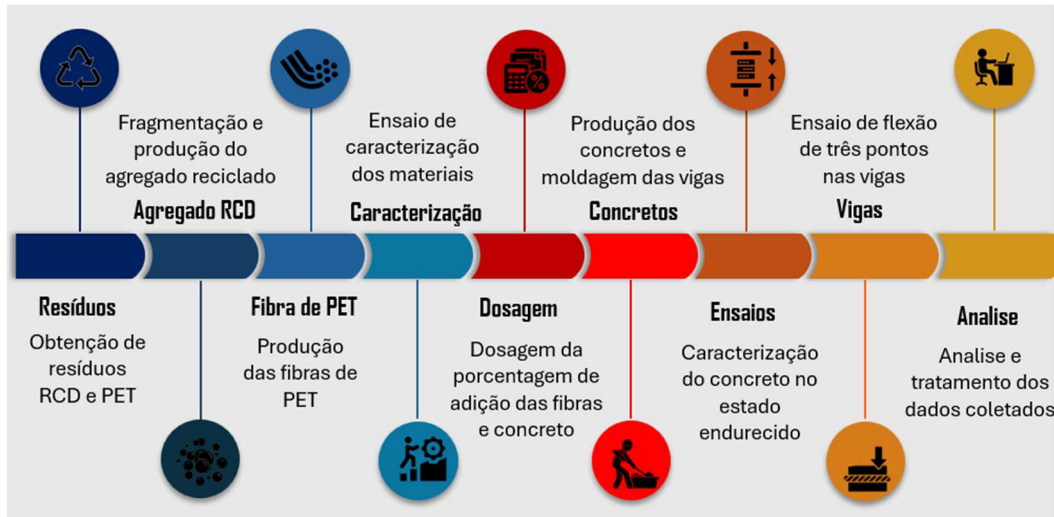 Fragmentação e
produção do
agregado reciclado
Agregado RCD
Ensaio de
caracterização
dos materiais
Caracterização
Produção dos
concretos e
moldagem das vigas
Concretos
Ensaio de flexão
de três pontos
nas vigas
Vigas
Resíduos
Obtenção de
resíduos
RCD e PET
Fibra de PET
Produção
das fibras de
PET
Dosagem
Dosagem da
porcentagem de
adição das fibras
e concreto
Ensaios
Caracterização
do concreto no
estado
endurecido
Analise
Analise e
tratamento dos
dados coletados